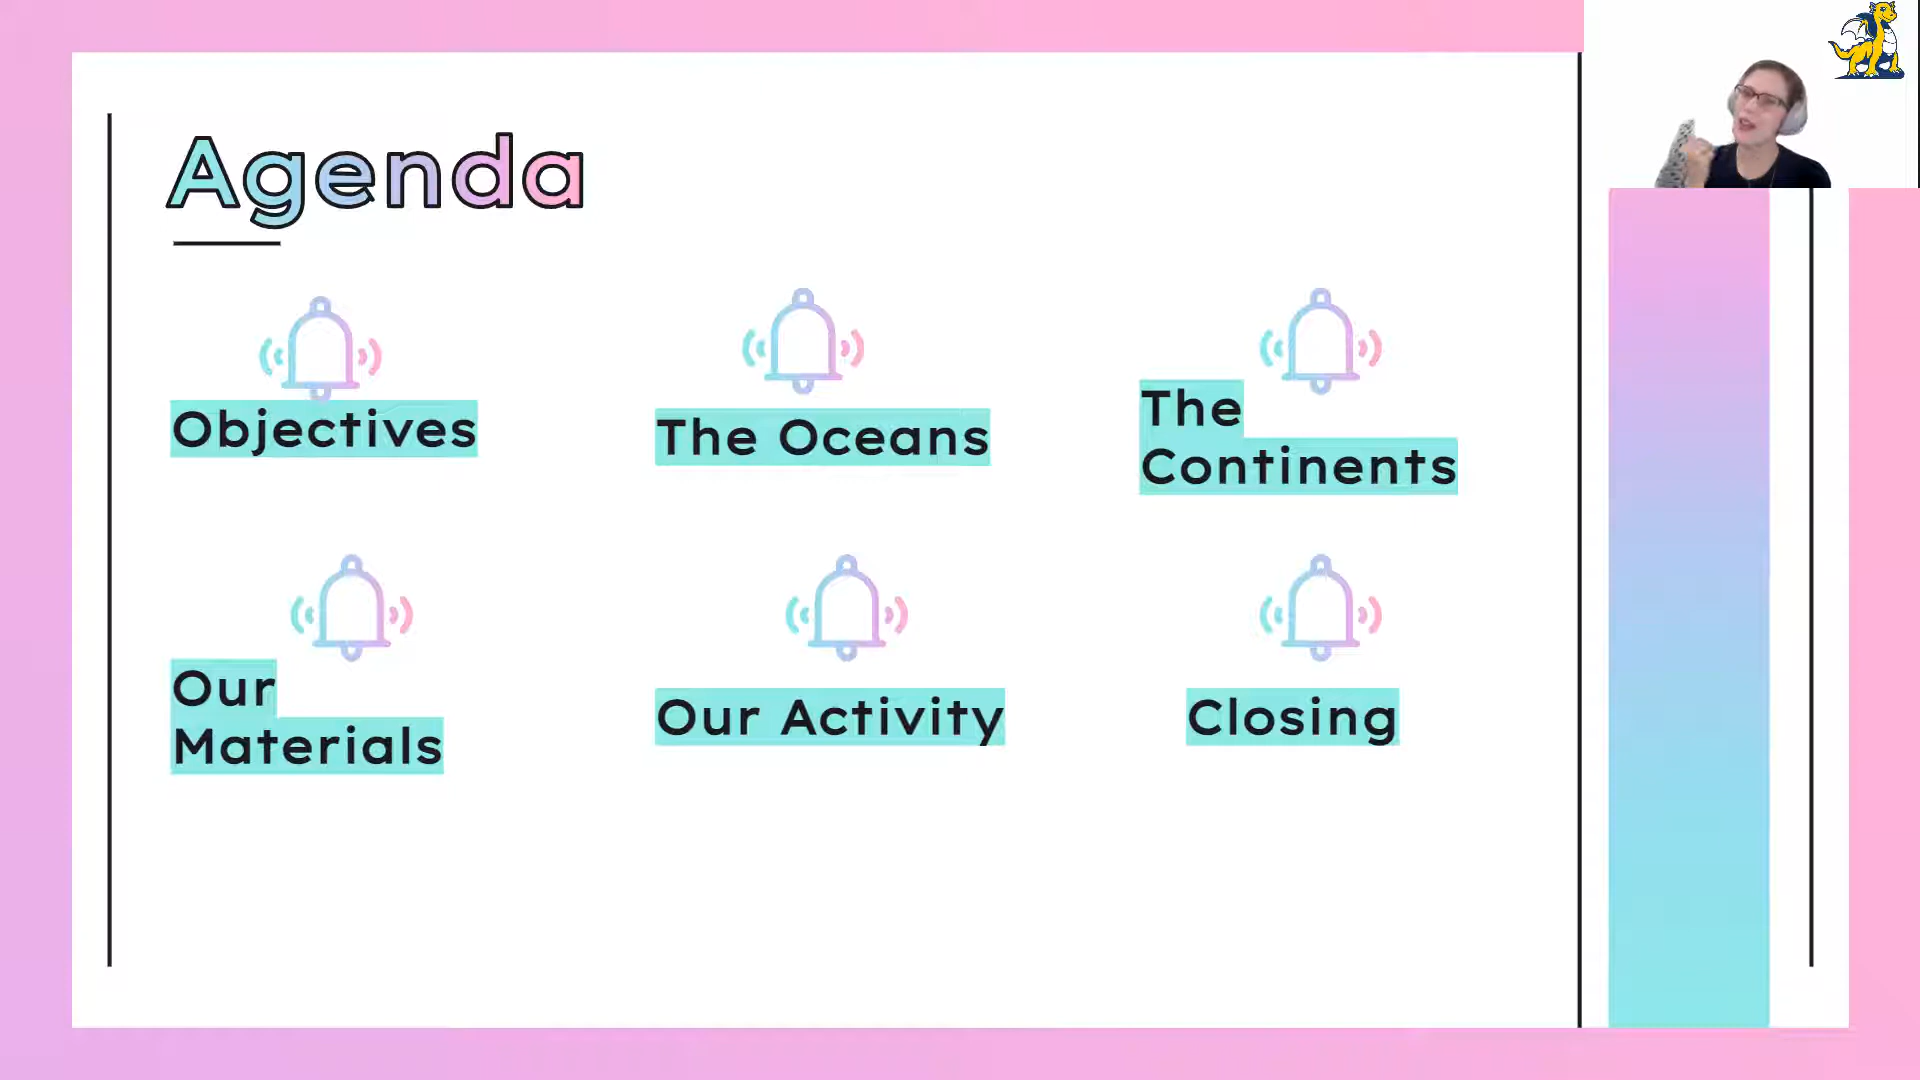 Agenda
Objectives
The Oceans
The
Continents
Our
Materials
Our Activity
Closing